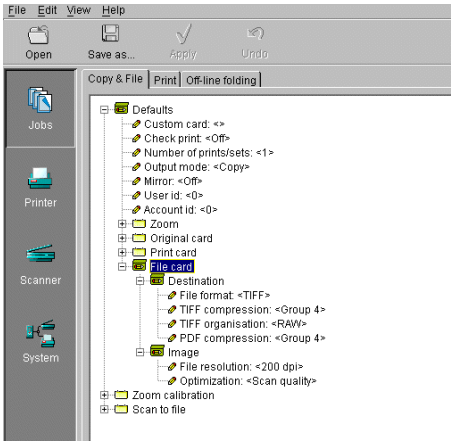 File Edit View Help
Open Save as... Apply Undo
Copy & File Print Off-line folding
Jobs
Printer
Scanner
System
Defaults
Custom card: <>
Check print: <Off>
Number of prints/sets: <1>
Output mode: <Copy>
Mirror: <Off>
User id: <0>
Account id: <0>
Zoom
Original card
Print card
File card
Destination
File format: <TIFF>
TIFF compression: <Group 4>
TIFF organisation: <RAW>
PDF compression: <Group 4>
Image
File resolution: <200 dpi>
Optimization: <Scan quality>
Zoom calibration
Scan to file